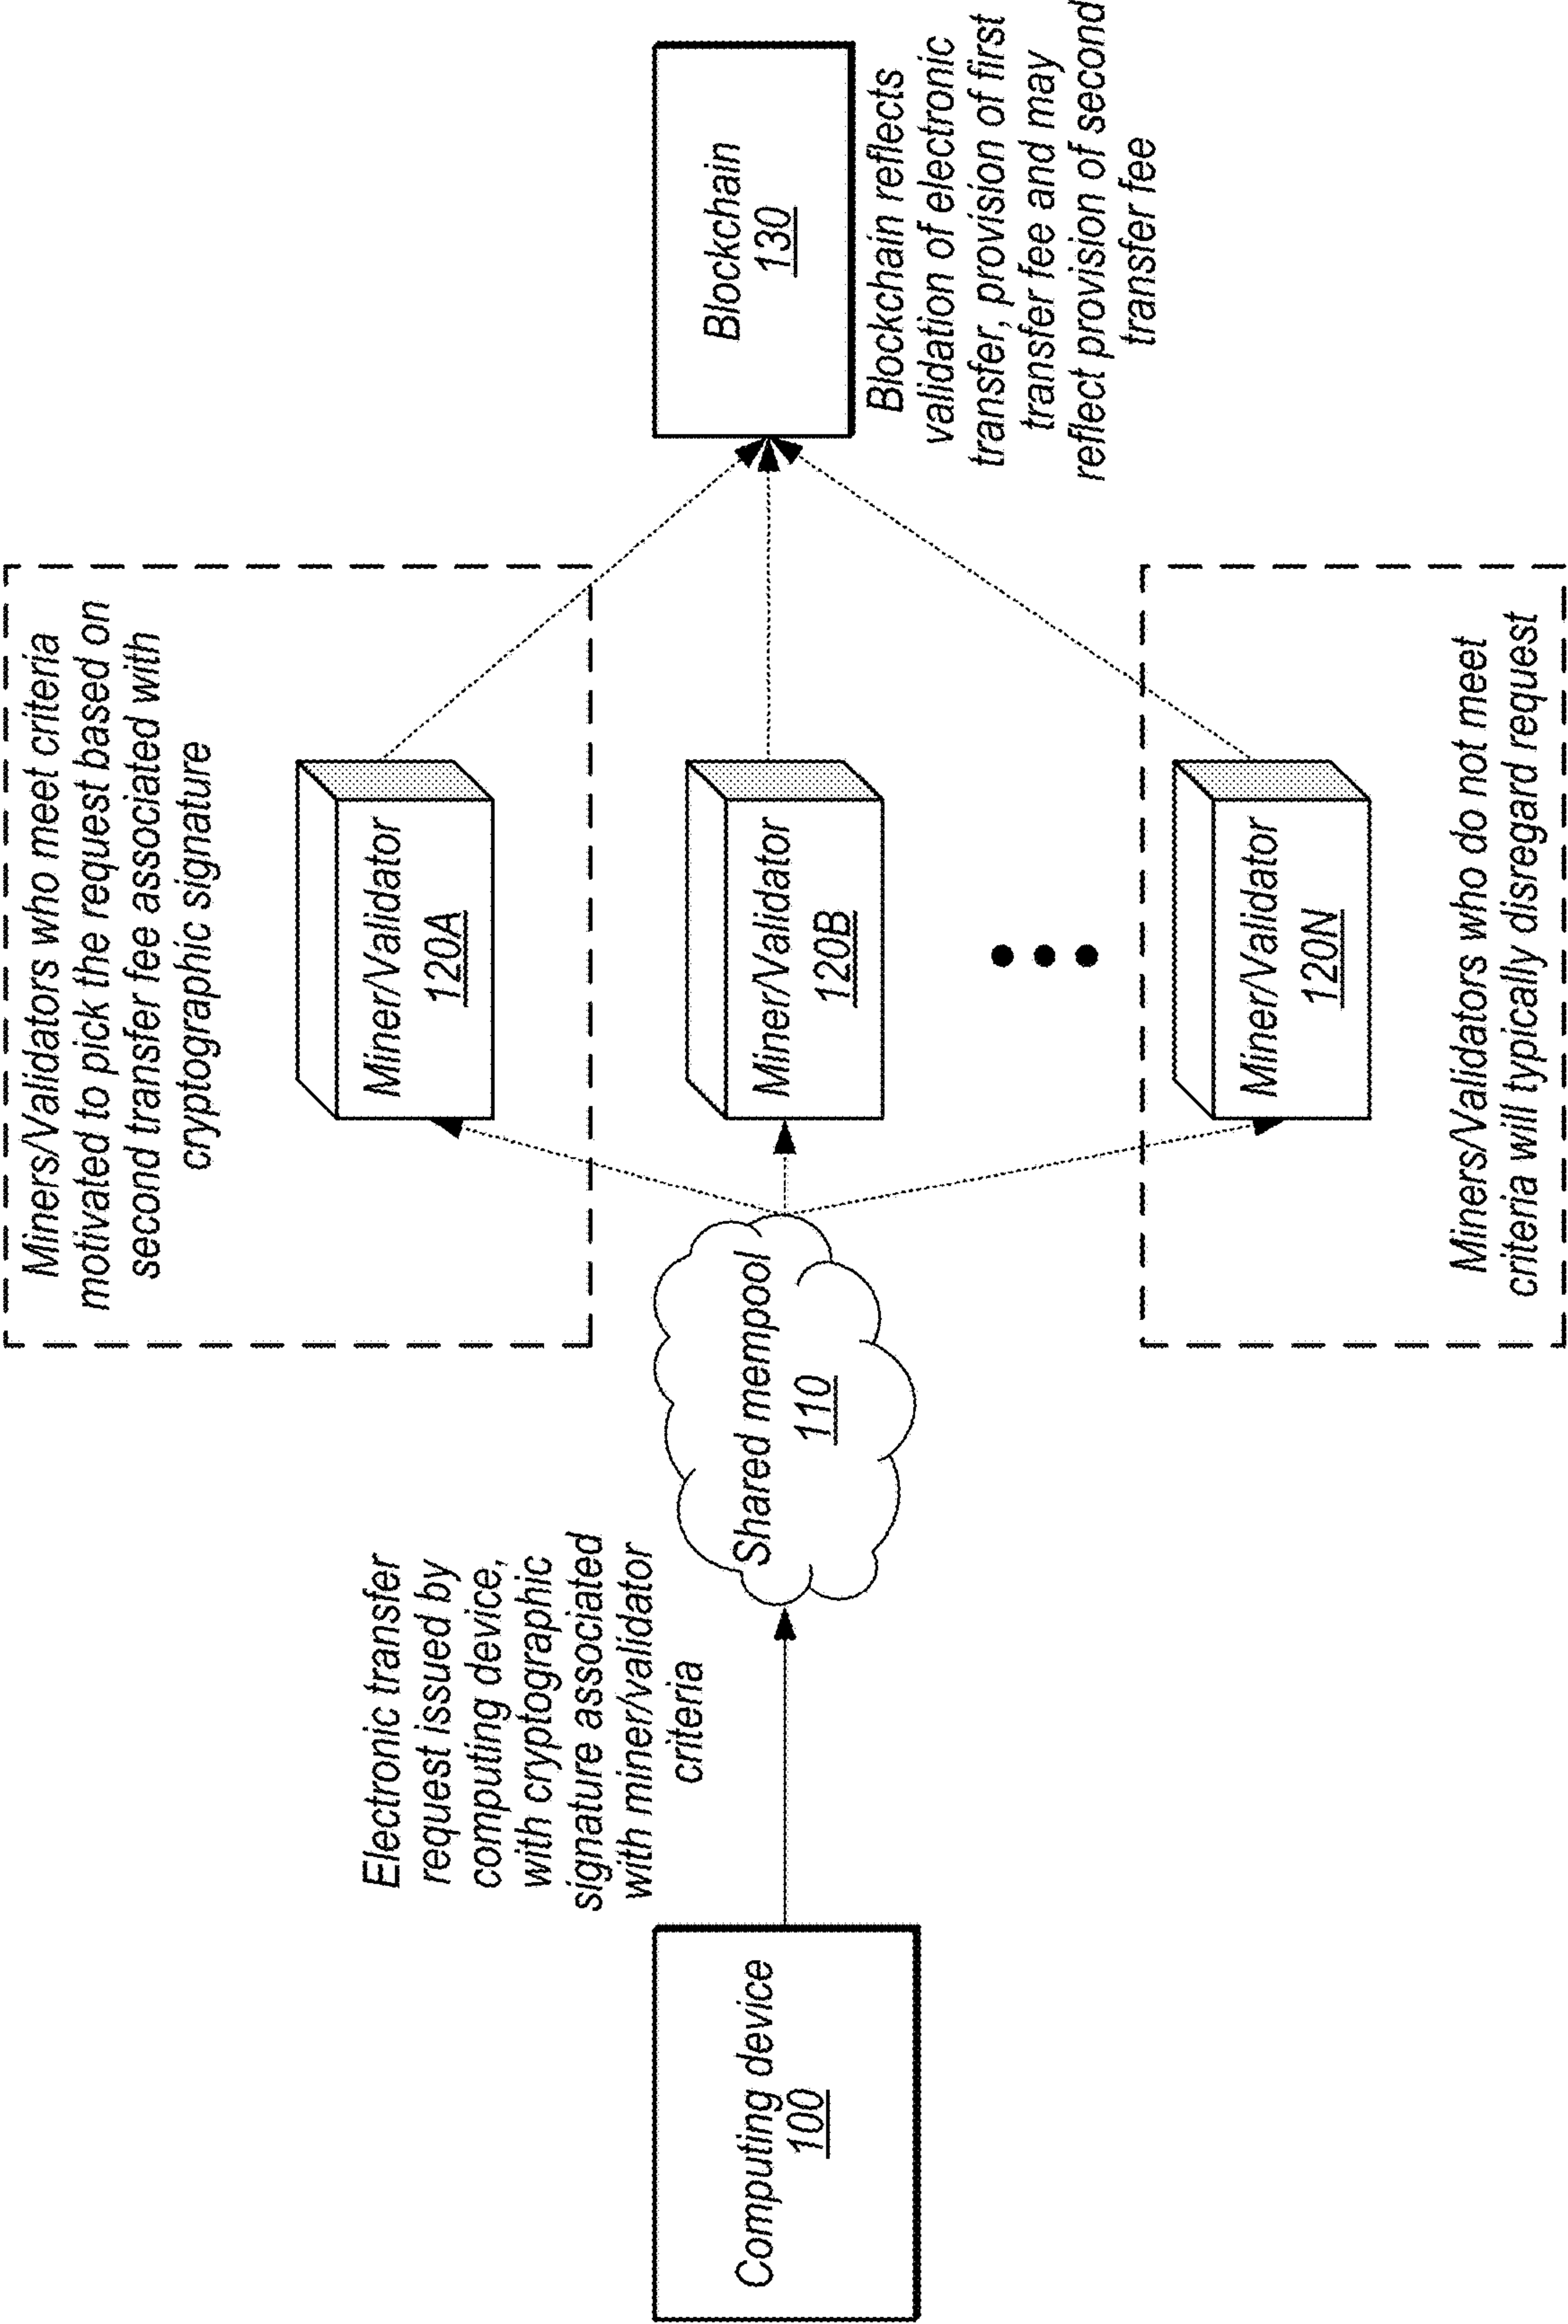 Computing device
100
Electronic transfer
request issued by
computing device,
with cryptographic
signature associated
with miner/validator
criteria
Shared mempool
110
Miners/Validators who meet criteria
motivated to pick the request based on
second transfer fee associated with
cryptographic signature
Miner/Validator
120A
Miner/Validator
120B
Miner/Validator
120N
Miners/Validators who do not meet
criteria will typically disregard request
Blockchain
130
Blockchain reflects
validation of electronic
transfer, provision of first
transfer fee and may
reflect provision of second
transfer fee